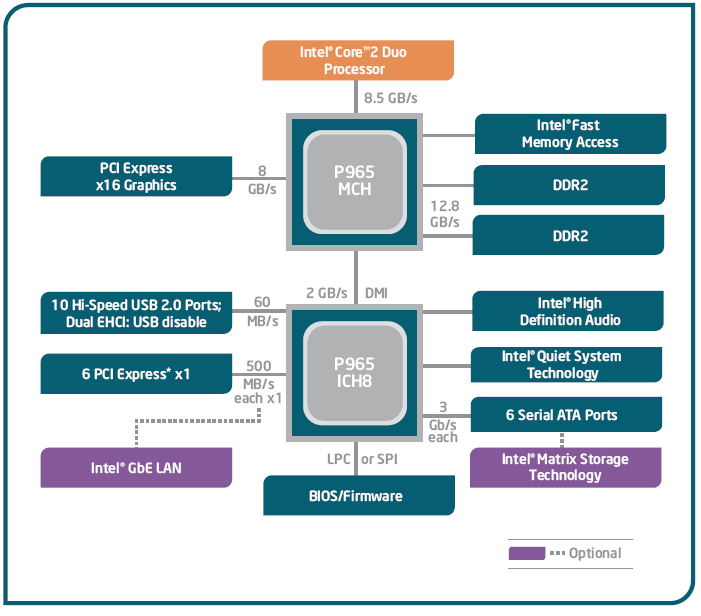 Intel® Core™2 Duo
Processor
8.5 GB/s
Intel® Fast
Memory Access
PCI Express
x16 Graphics
8
GB/s
P965
MCH
DDR2
12.8
GB/s
DDR2
2 GB/s DMI
10 Hi-Speed USB 2.0 Ports;
Dual EHCI: USB disable
60
MB/s
Intel® High
Definition Audio
6 PCI Express* x1
500
MB/s
each x1
P965
ICH8
Intel® Quiet System
Technology
3
Gb/s
each
6 Serial ATA Ports
Intel® GbE LAN
LPC or SPI
Intel® Matrix Storage
Technology
BIOS/Firmware
Optional